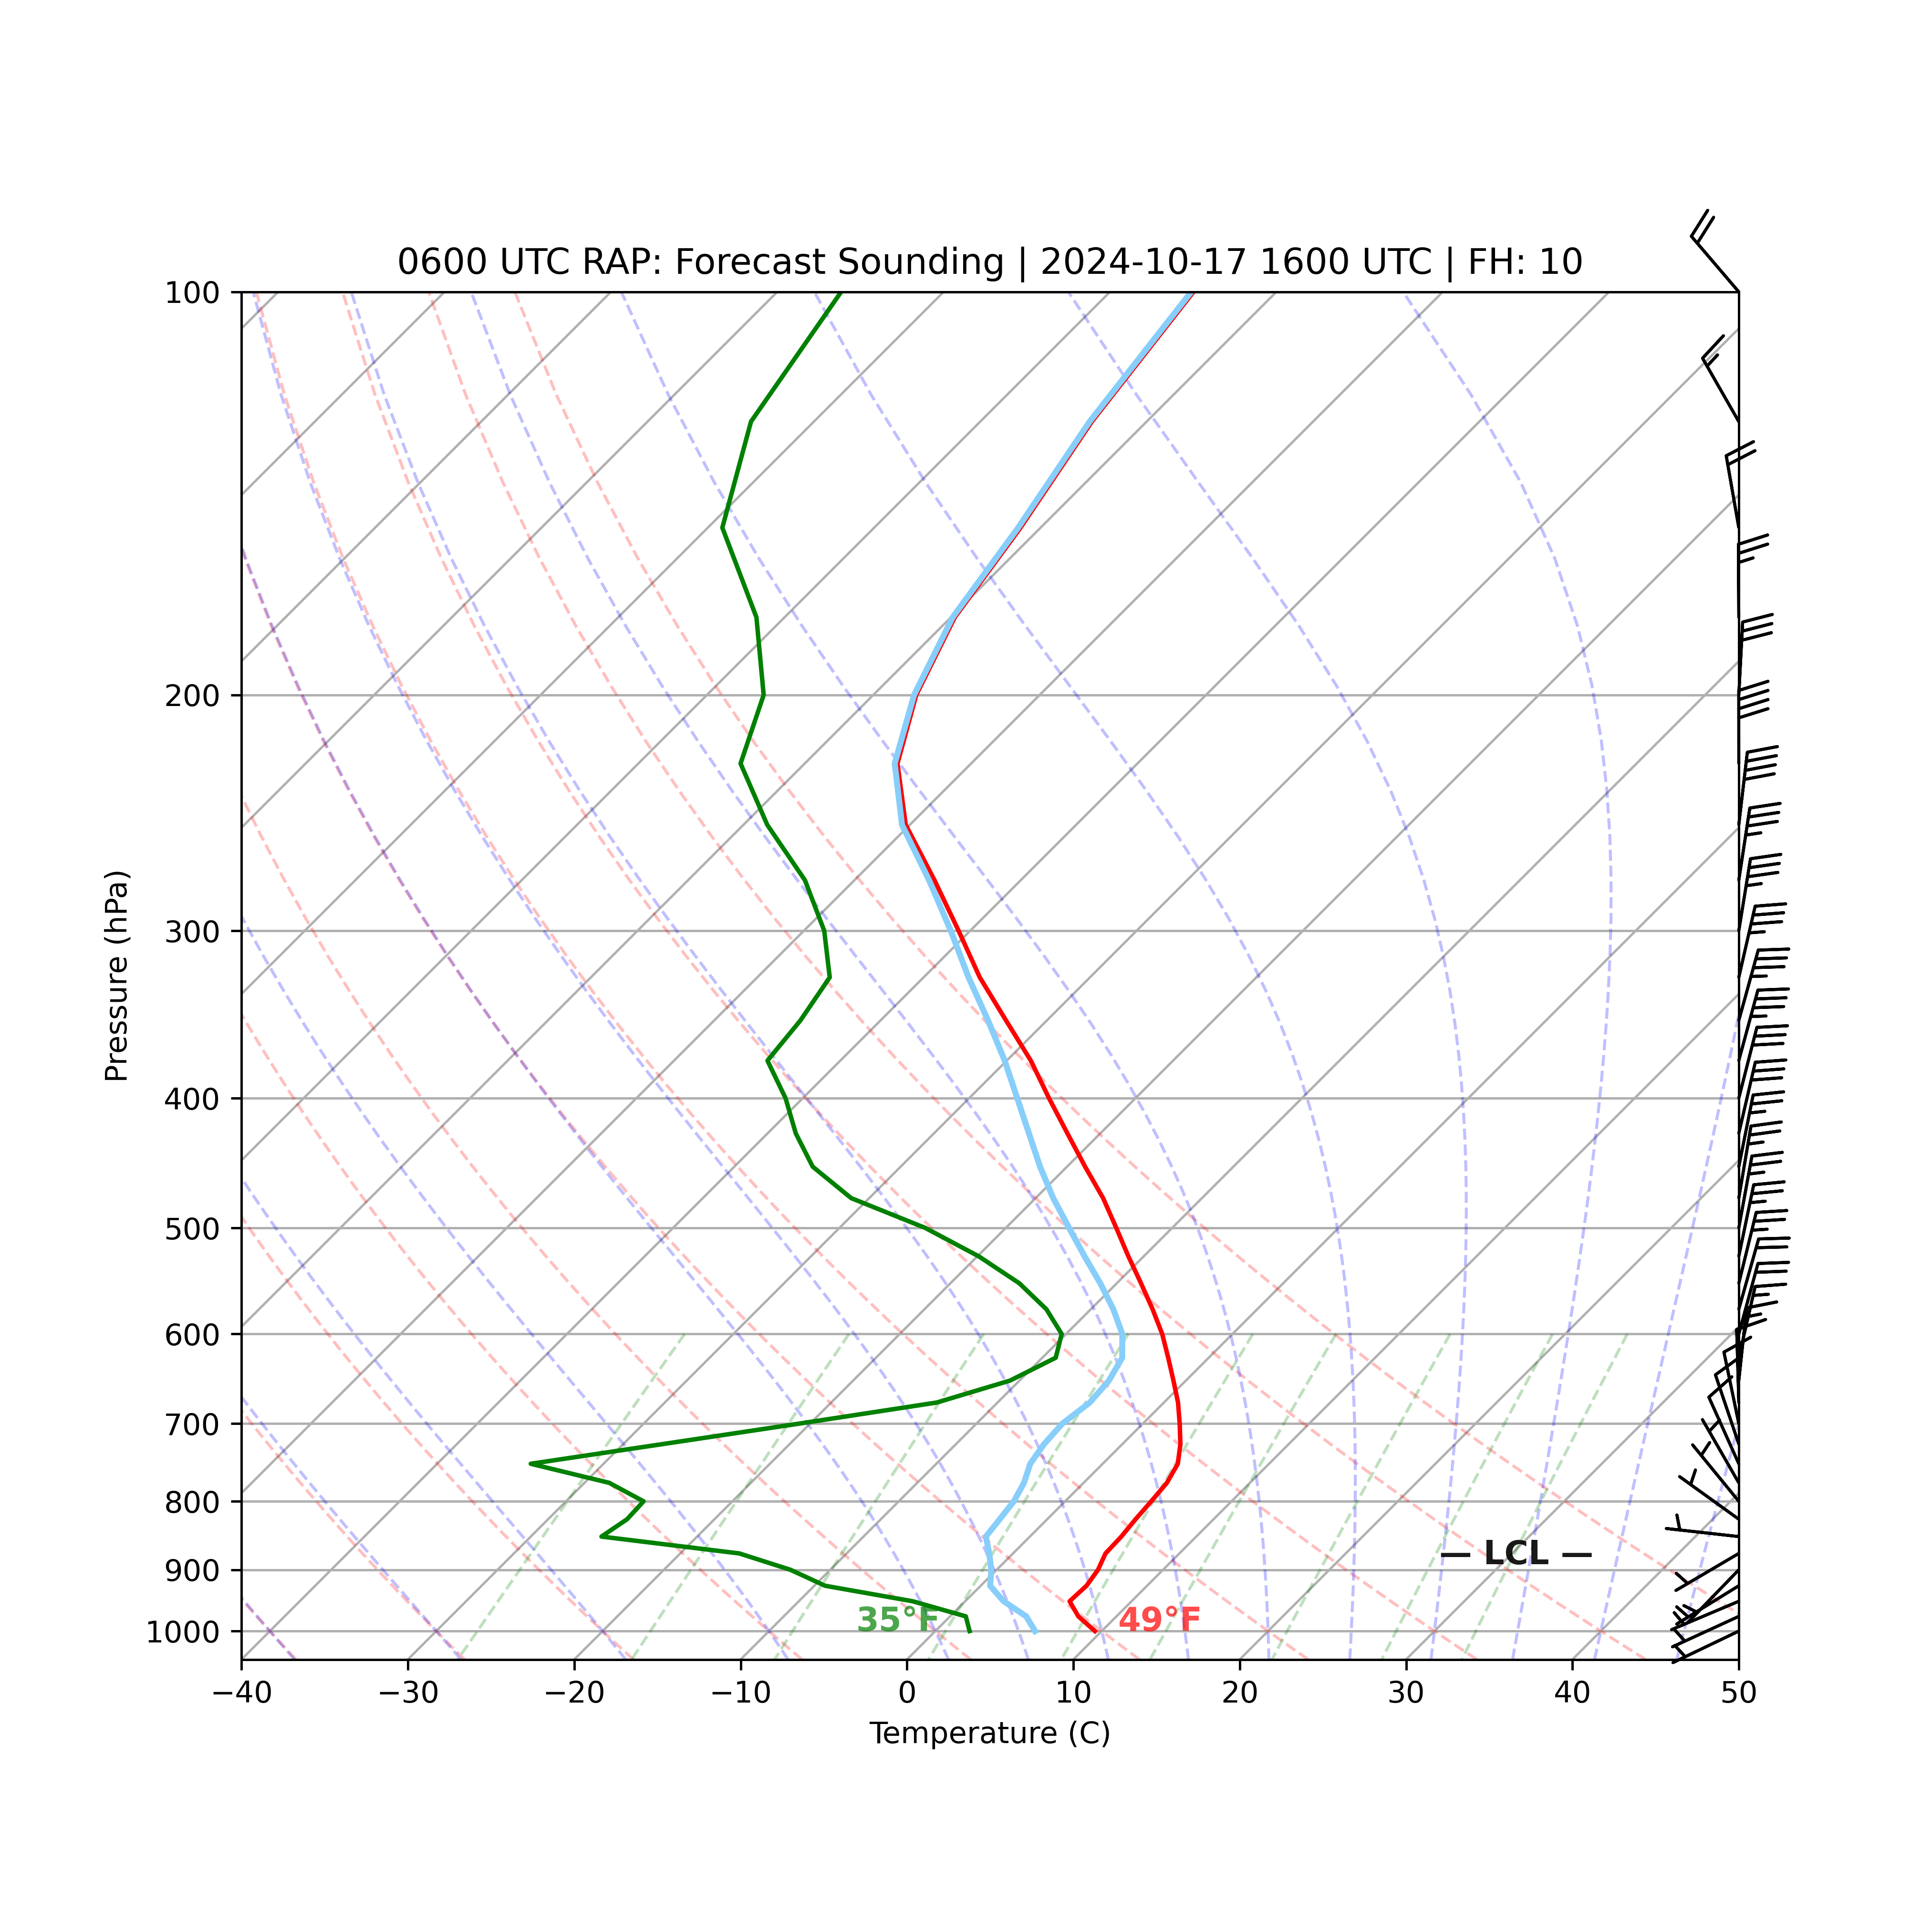 0600 UTC RAP: Forecast Sounding | 2024-10-17 1600 UTC | FH: 10
100
200
300
400
500
600
700
800
900
1000
Pressure (hPa)
— LCL —
35°F
49°F
−40 −30 −20 −10 0 10 20 30 40 50
Temperature (C)